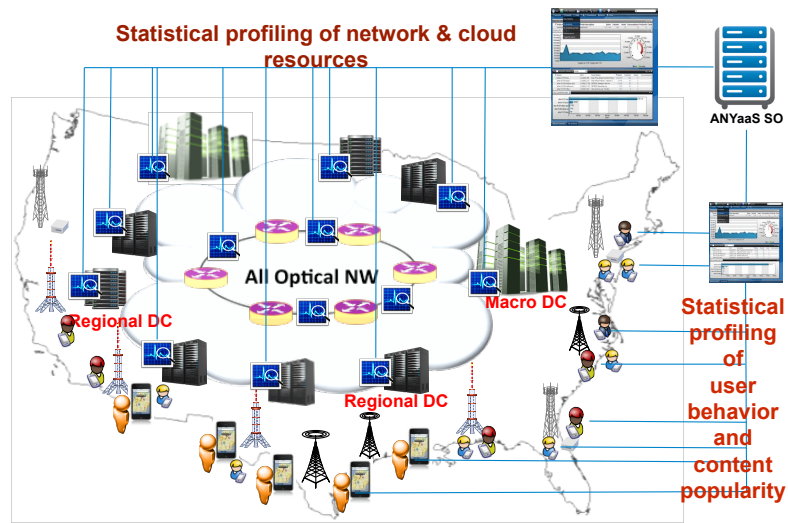 Statistical profiling of network & cloud
resources
ANYaaS SO
All Optical NW
Macro DC
Regional DC
Regional DC
Statistical
profiling
of
user
behavior
and
content
popularity